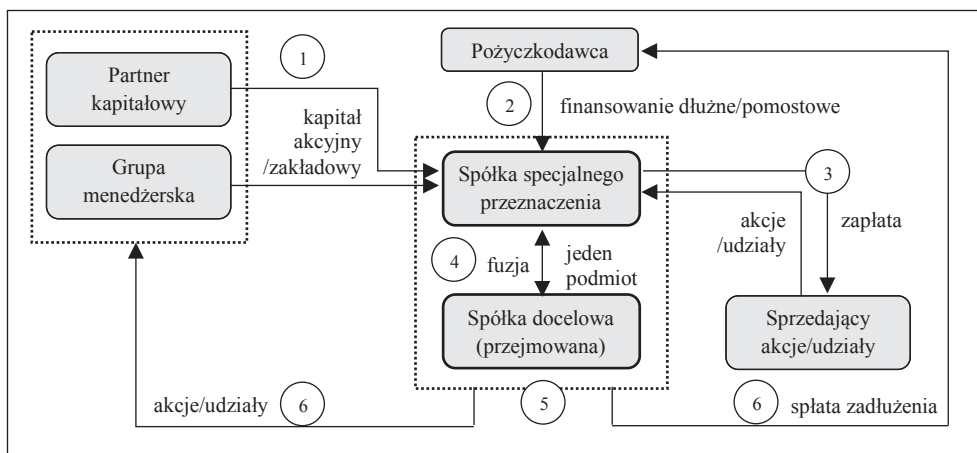 Partner
kapitałowy
Grupa
menedżerska
1
kapitał
akcyjny
/zakładowy
Pożyczkodawca
2
finansowanie dłużne/pomostowe
Spółka specjalnego
przeznaczenia
3
akcje
/udziały
zapłata
4
fuzja
jeden
podmiot
Spółka docelowa
(przejmowana)
Sprzedający
akcje/udziały
akcje/udziały
6
5
6
spłata zadłużenia